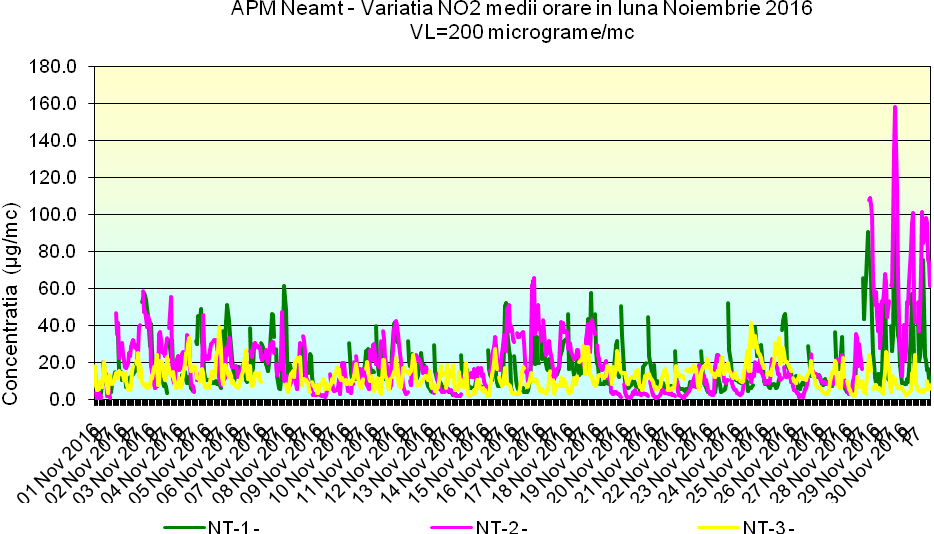 APM Neamt - Variatia NO2 medii orare in luna Noiembrie 2016
VL=200 micrograme/mc
Concentratia (µg/mc)
180.0
160.0
140.0
120.0
100.0
80.0
60.0
40.0
20.0
0.0
01 Nov 2016
02 Nov 2016
03 Nov 2016
04 Nov 2016
05 Nov 2016
06 Nov 2016
07 Nov 2016
08 Nov 2016
09 Nov 2016
10 Nov 2016
11 Nov 2016
12 Nov 2016
13 Nov 2016
14 Nov 2016
15 Nov 2016
16 Nov 2016
17 Nov 2016
18 Nov 2016
19 Nov 2016
20 Nov 2016
21 Nov 2016
22 Nov 2016
23 Nov 2016
24 Nov 2016
25 Nov 2016
26 Nov 2016
27 Nov 2016
28 Nov 2016
29 Nov 2016
30 Nov 2016
17
NT-1-
NT-2-
NT-3-